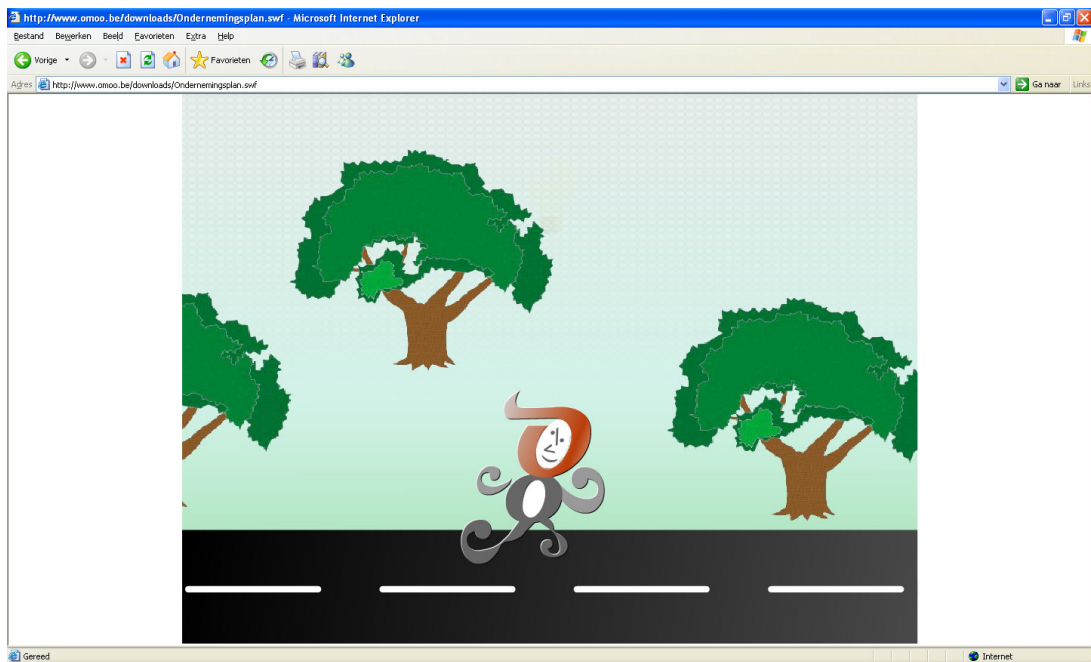 http://www.omoo.be/downloads/Ondernemingsplan.swf - Microsoft Internet Explorer
Bestand Bewerken Beeld Favorieten Extra Help
Vorige Favorieten
Adres http://www.omoo.be/downloads/Ondernemingsplan.swf Ga naar Links
Gereed Internet